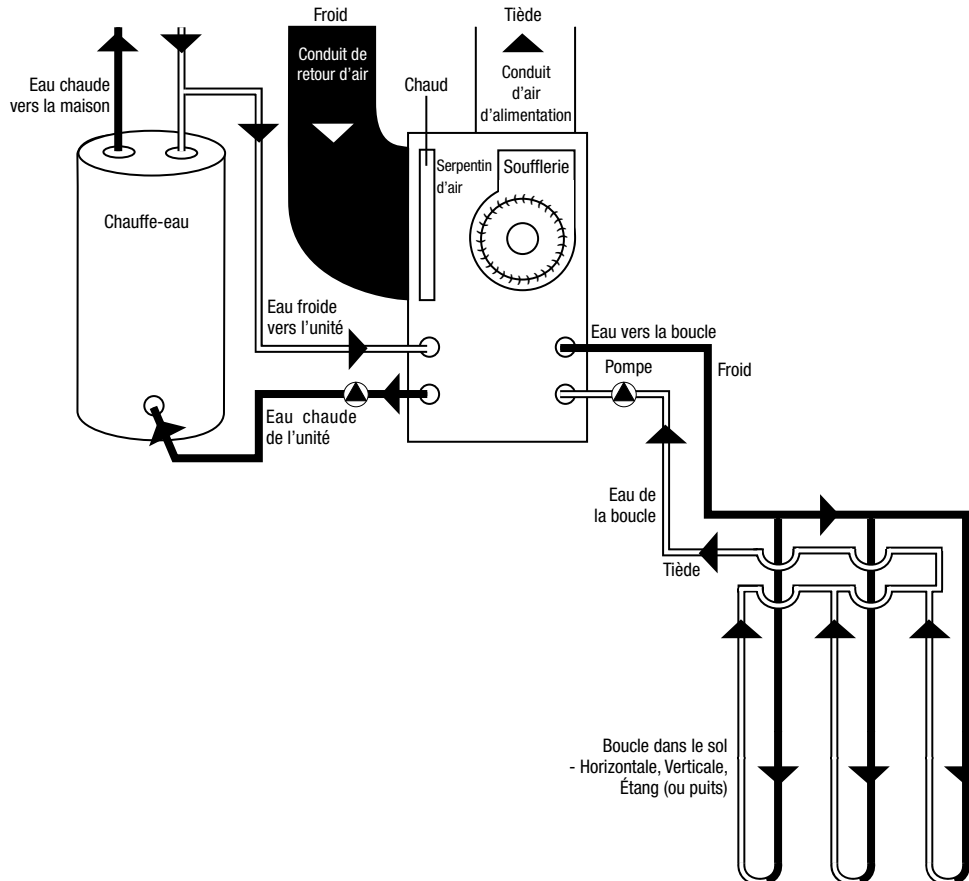 Froid
Tiède
Conduit de
retour d'air
Eau chaude
vers la maison
Chaud
Conduit
d'air
d'alimentation
Serpentin
d'air
Soufflerie
Chauffe-eau
Eau froide
vers l'unité
Eau vers la boucle
Pompe
Froid
Eau chaude
de l'unité
Eau de
la boucle
Tiède
Boucle dans le sol
- Horizontale, Verticale,
Étang (ou puits)